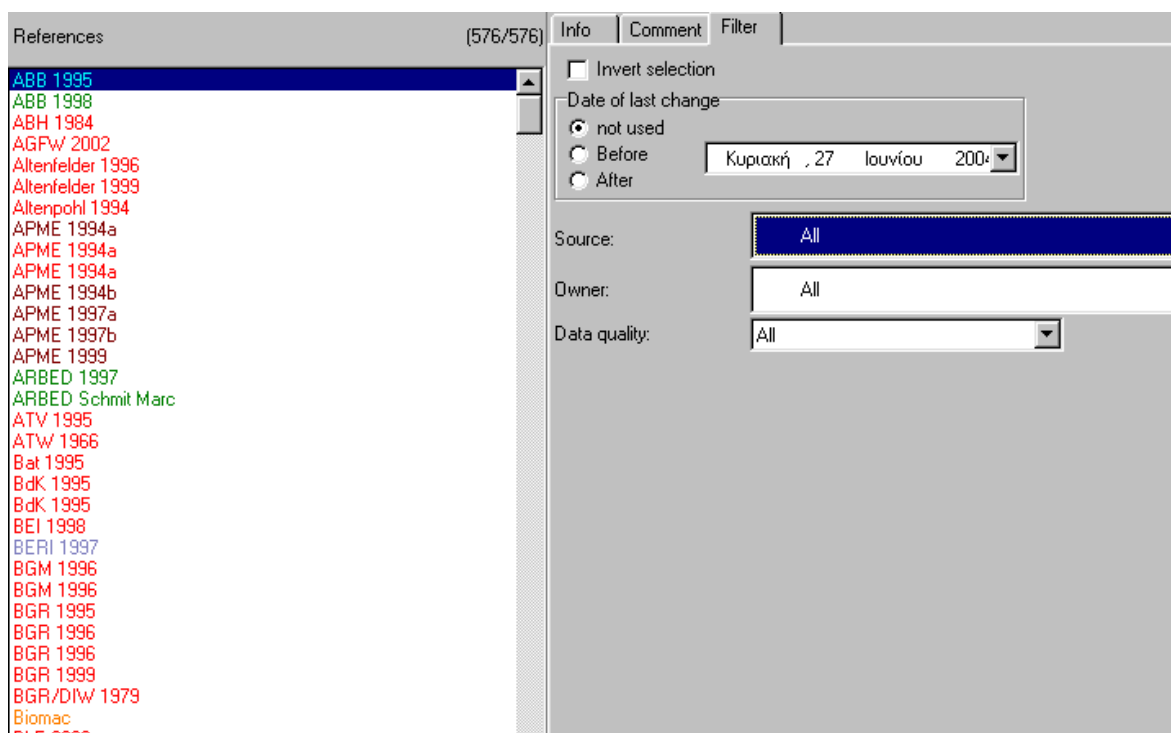 References (576/576)
ABB 1995
ABB 1998
ABH 1984
AGFW 2002
Altenfelder 1996
Altenfelder 1999
Altenpohl 1994
APME 1994a
APME 1994a
APME 1994a
APME 1994b
APME 1997a
APME 1997b
APME 1999
ARBED 1997
ARBED Schmit Marc
ATV 1995
ATW 1966
Bat 1995
BdK 1995
BdK 1995
BEI 1998
BERI 1997
BGM 1996
BGM 1996
BGR 1995
BGR 1996
BGR 1996
BGR 1999
BGR/DIW 1979
Biomac
Info Comment Filter
Invert selection
Date of last change
not used
Before Κυριακή , 27 Ιουνίου
After
Source: All
Owner: All
Data quality: All